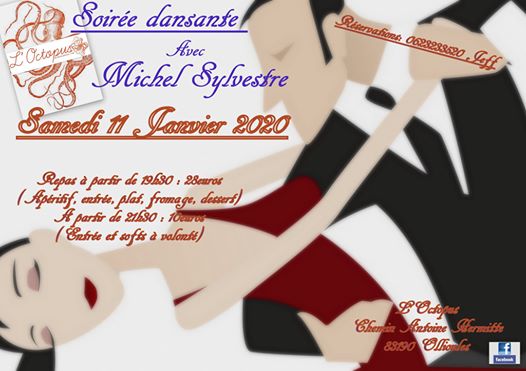 L'Octopus
Soirée dansante
Avec
Michel Sylvestre
Réservations: 0623238590 Jeff
Samedi 11 Janvier 2020
Repas à partir de 19h30 : 28euros
( Apéritif, entrée, plat, fromage, dessert)
A partir de 21h30 : 10euros
( Entrée et softs à volonté)
L'Octopus
Chemin Antoine Hermitte
83190 Ollioules
facebook